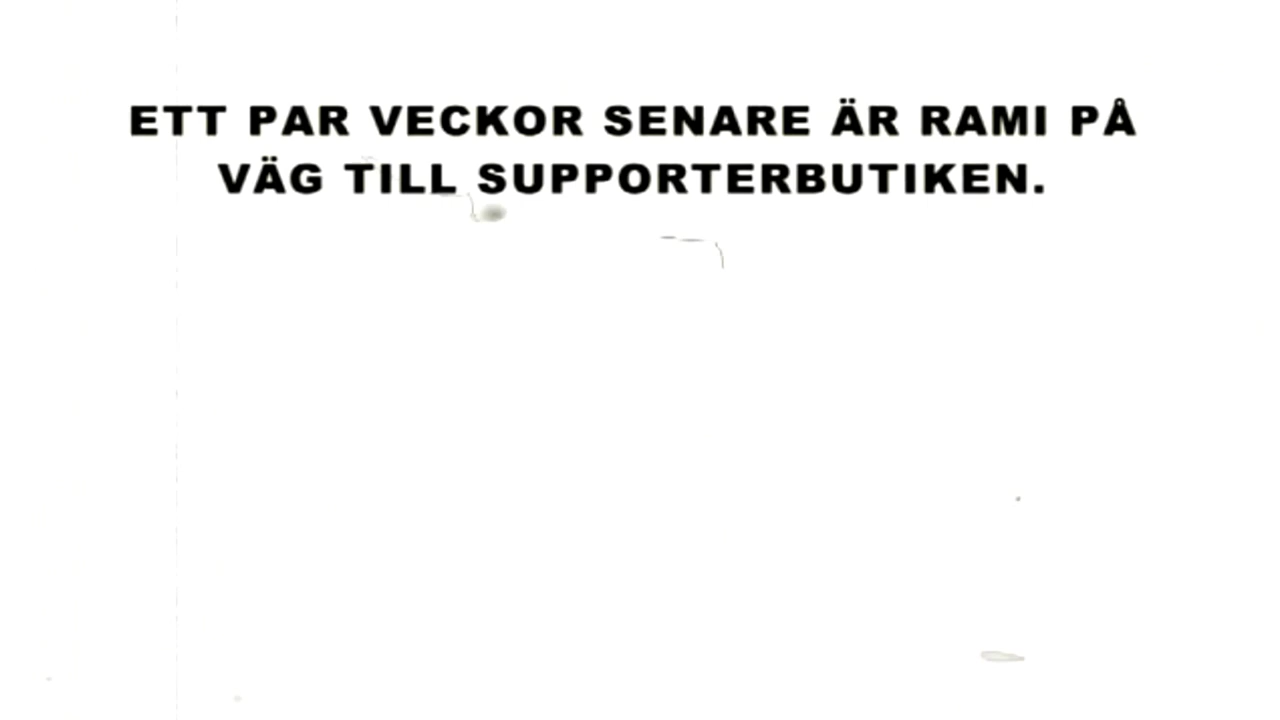 ETT PAR VECKOR SENARE ÄR RAMI PÅ
VÄG TILL SUPPORTERBUTIKEN.